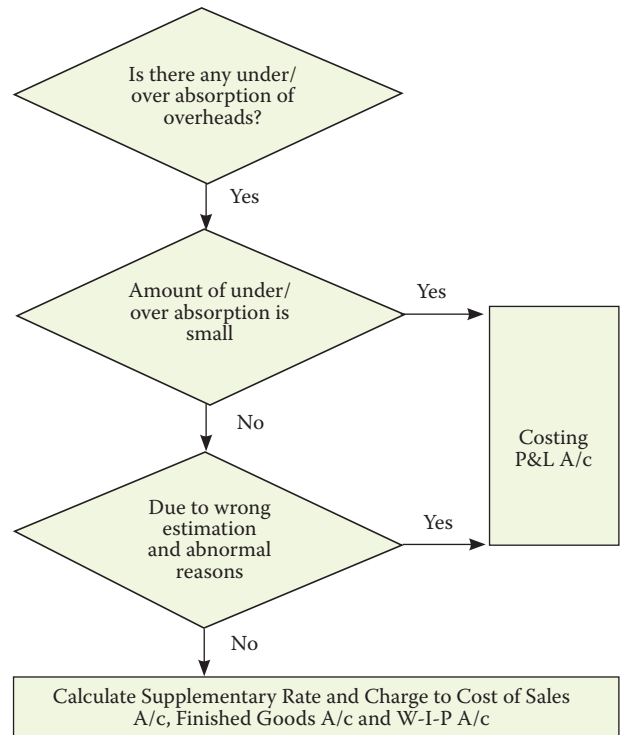 Is there any under/
over absorption of
overheads?
Yes
Amount of under/
over absorption is
small
Yes
No
Costing
P&L A/c
Due to wrong
estimation
and abnormal
reasons
Yes
No
Calculate Supplementary Rate and Charge to Cost of Sales
A/c, Finished Goods A/c and W-I-P A/c